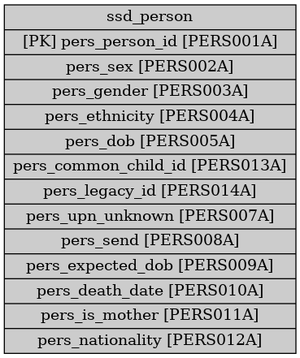 ssd_person
[PK] pers_person_id [PERS001A]
pers_sex [PERS002A]
pers_gender [PERS003A]
pers_ethnicity [PERS004A]
pers_dob [PERS005A]
pers_common_child_id [PERS013A]
pers_legacy_id [PERS014A]
pers_upn_unknown [PERS007A]
pers_send [PERS008A]
pers_expected_dob [PERS009A]
pers_death_date [PERS010A]
pers_is_mother [PERS011A]
pers_nationality [PERS012A]